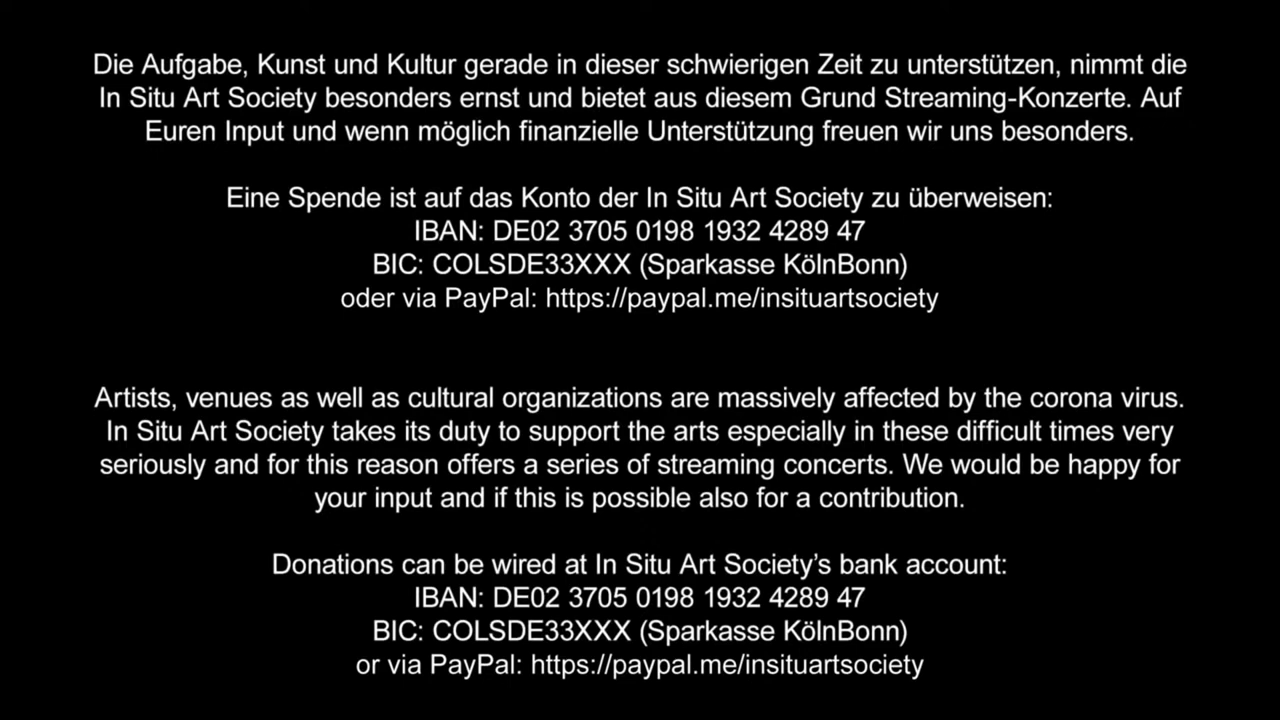 Die Aufgabe, Kunst und Kultur gerade in dieser schwierigen Zeit zu unterstützen, nimmt die
In Situ Art Society besonders ernst und bietet aus diesem Grund Streaming-Konzerte. Auf
Euren Input und wenn möglich finanzielle Unterstützung freuen wir uns besonders.
Eine Spende ist auf das Konto der In Situ Art Society zu überweisen:
IBAN: DE02 3705 0198 1932 4289 47
BIC: COLSDE33XXX (Sparkasse KölnBonn)
oder via PayPal: https://paypal.me/insituartsociety
Artists, venues as well as cultural organizations are massively affected by the corona virus.
In Situ Art Society takes its duty to support the arts especially in these difficult times very
seriously and for this reason offers a series of streaming concerts. We would be happy for
your input and if this is possible also for a contribution.
Donations can be wired at In Situ Art Society’s bank account:
IBAN: DE02 3705 0198 1932 4289 47
BIC: COLSDE33XXX (Sparkasse KölnBonn)
or via PayPal: https://paypal.me/insituartsociety